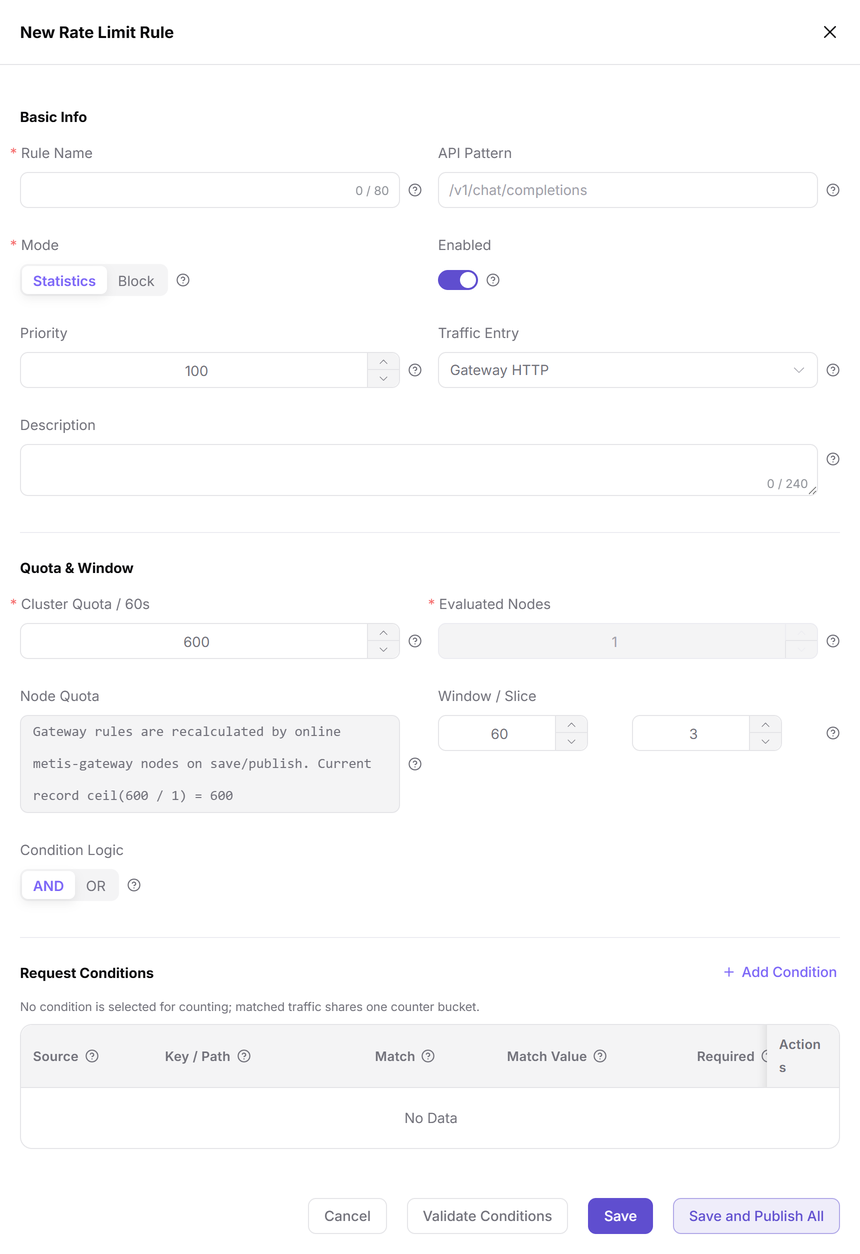 New Rate Limit Rule
Basic Info
* Rule Name
API Pattern
0 / 80
/v1/chat/completions
* Mode
Enabled
Statistics
Block
Priority
Traffic Entry
100
Gateway HTTP
Description
0 / 240
Quota & Window
* Cluster Quota / 60s
* Evaluated Nodes
600
1
Node Quota
Window / Slice
Gateway rules are recalculated by online
metis-gateway nodes on save/publish. Current
record ceil(600 / 1) = 600
60
3
Condition Logic
AND
OR
Request Conditions
+ Add Condition
No condition is selected for counting; matched traffic shares one counter bucket.
Source
Key / Path
Match
Match Value
Required
Action
s
No Data
Cancel
Validate Conditions
Save
Save and Publish All